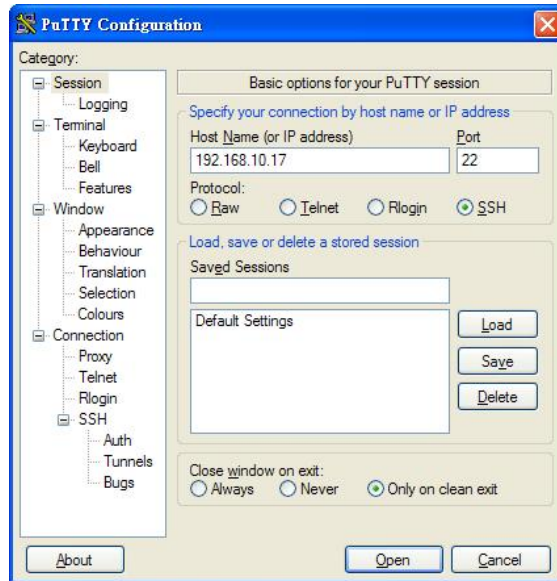 PuTTY Configuration
Category:
Session
Logging
Terminal
Keyboard
Bell
Features
Window
Appearance
Behaviour
Translation
Selection
Colours
Connection
Proxy
Telnet
Rlogin
SSH
Auth
Tunnels
Bugs
Basic options for your PuTTY session
Specify your connection by host name or IP address
Host Name (or IP address) Port
192.168.10.17 22
Protocol:
Raw Telnet Rlogin SSH
Load, save or delete a stored session
Saved Sessions
Default Settings
Load
Save
Delete
Close window on exit:
Always Never Only on clean exit
About Open Cancel